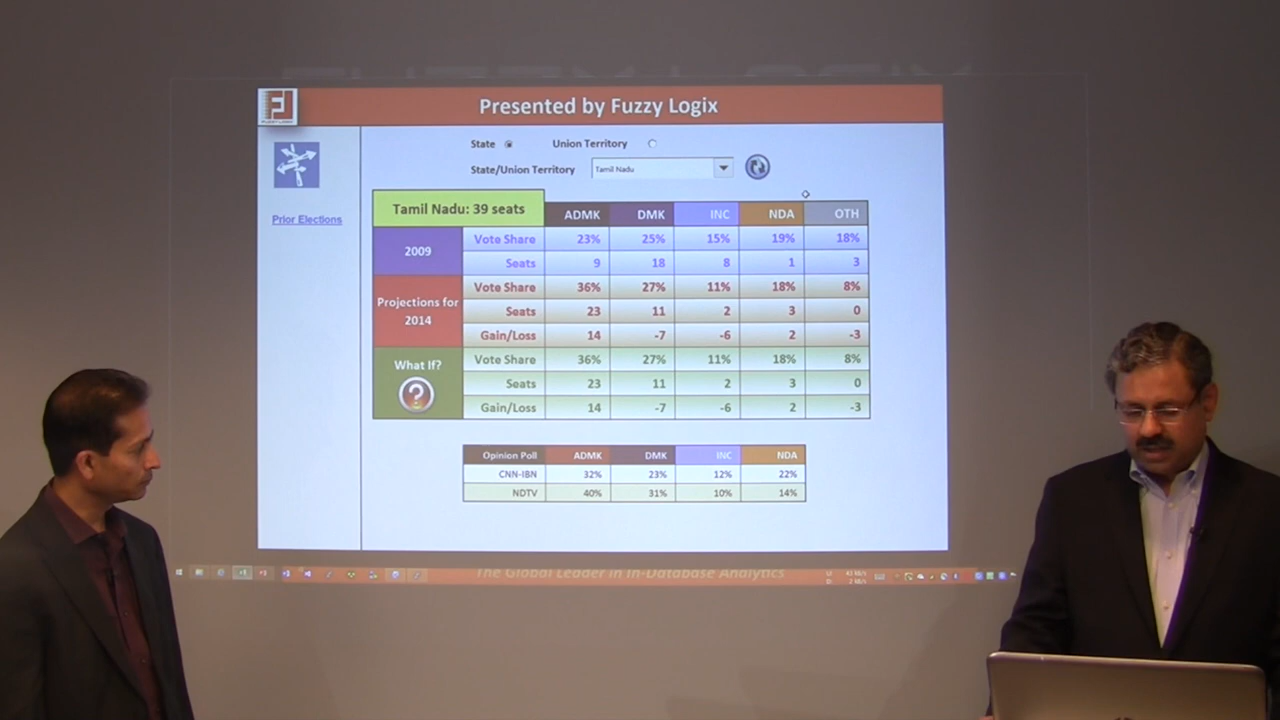 Presented by Fuzzy Logix
State Union Territory
State/Union Territory Tamil Nadu
Prior Elections
Tamil Nadu: 39 seats ADMK DMK INC NDA OTH
2009
Vote Share 23% 25% 15% 19% 18%
Seats 9 18 8 1 3
Projections for 2014
Vote Share 36% 27% 11% 18% 8%
Seats 23 11 2 3 0
Gain/Loss 14 -7 -6 2 -3
What If?
?
Vote Share 36% 27% 11% 18% 8%
Seats 23 11 2 3 0
Gain/Loss 14 -7 -6 2 -3
Opinion Poll ADMK DMK INC NDA
CNN-IBN 32% 23% 12% 22%
NDTV 40% 31% 10% 14%
The Global Leader in In-Database Analytics